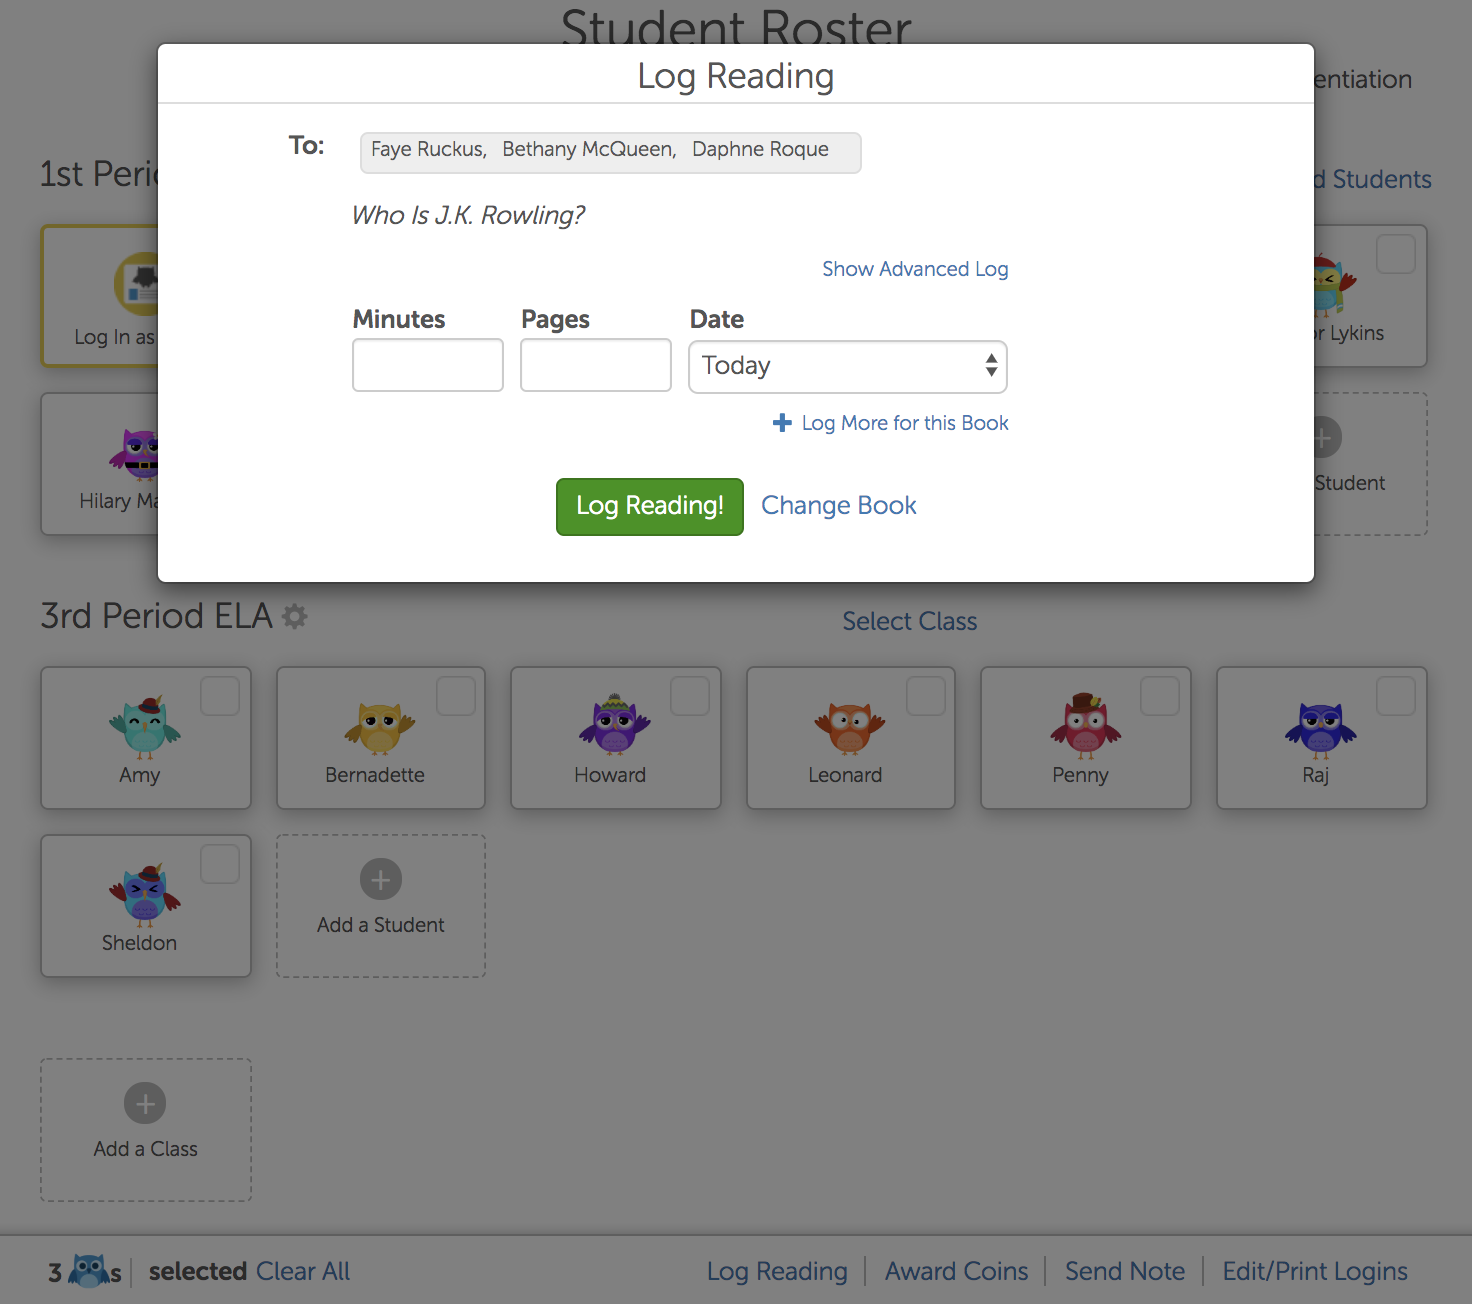 Student Roster
Log Reading
entiation
To: Faye Ruckus, Bethany McQueen, Daphne Roque
1st Peri
d Students
Who Is J.K. Rowling?
Show Advanced Log
Minutes Pages Date
Log In as
Today
r Lykins
+ Log More for this Book
Hilary Ma
Student
Log Reading! Change Book
3rd Period ELA Select Class
Amy Bernadette Howard Leonard Penny Raj
Sheldon
Add a Student
Add a Class
3 s selected Clear All Log Reading Award Coins Send Note Edit/Print Logins